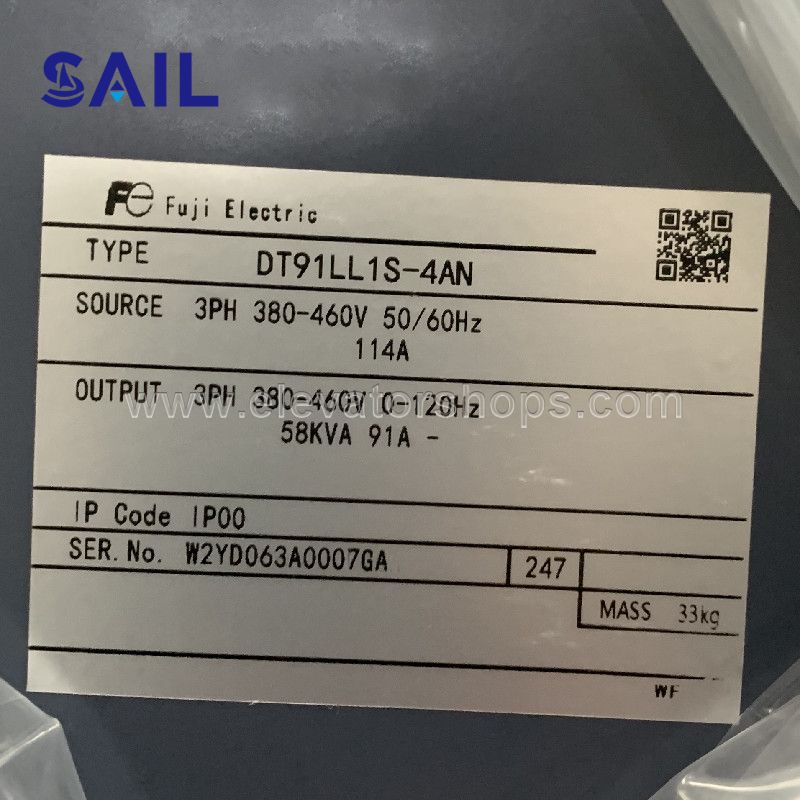 SAIL
Fe Fuji Electric
TYPE DT91LL1S-4AN
SOURCE 3PH 380-460V 50/60Hz
114A
OUTPUT 3PH 380-460V 0-120Hz
www.elevatorshops.com
58KVA 91A -
IP Code IP00
SER. No. W2YD063A0007GA 247
MASS 33kg
WF